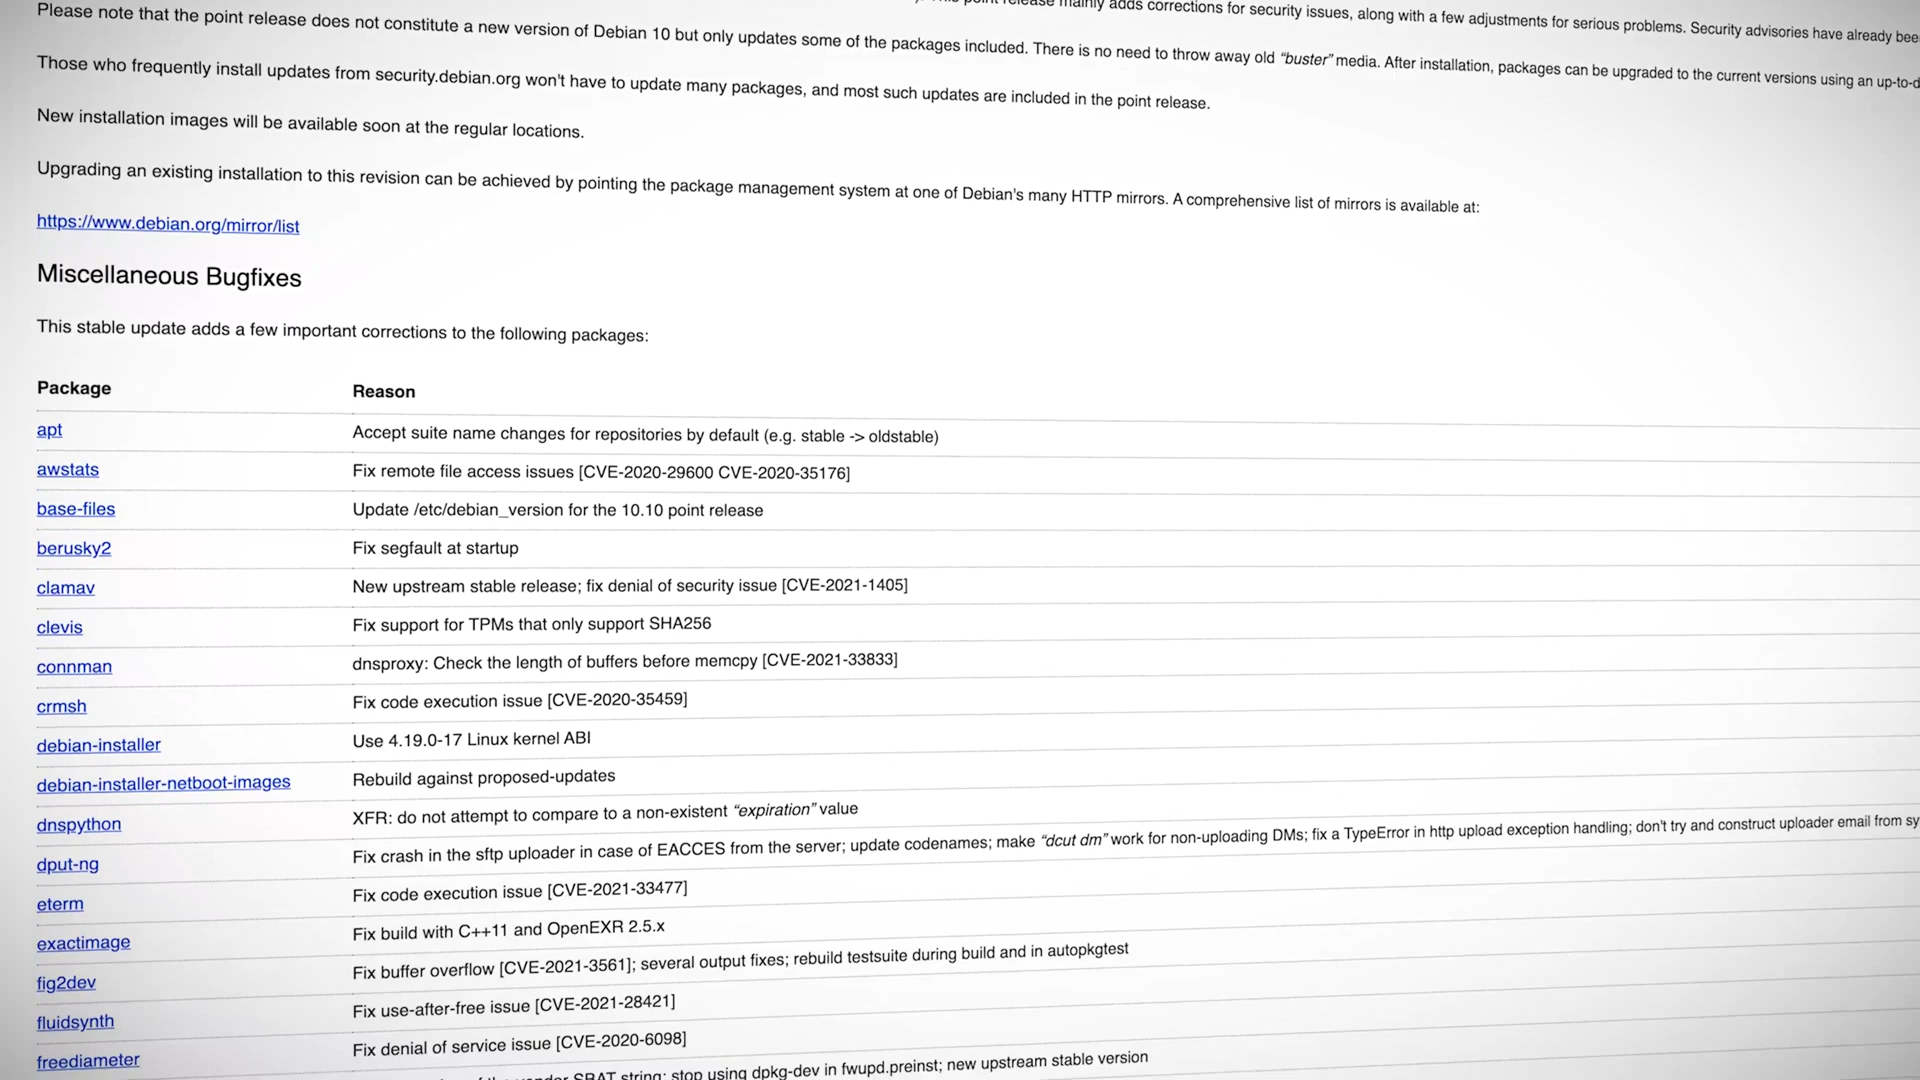 mainly adds corrections for security issues, along with a few adjustments for serious problems. Security advisories have already bee
Please note that the point release does not constitute a new version of Debian 10 but only updates some of the packages included. There is no need to throw away old “buster” media. After installation, packages can be upgraded to the current versions using an up-to-d
Those who frequently install updates from security.debian.org won't have to update many packages, and most such updates are included in the point release.
New installation images will be available soon at the regular locations.
Upgrading an existing installation to this revision can be achieved by pointing the package management system at one of Debian's many HTTP mirrors. A comprehensive list of mirrors is available at:
https://www.debian.org/mirror/list
Miscellaneous Bugfixes
This stable update adds a few important corrections to the following packages:
Package Reason
apt Accept suite name changes for repositories by default (e.g. stable -> oldstable)
awstats Fix remote file access issues [CVE-2020-29600 CVE-2020-35176]
base-files Update /etc/debian_version for the 10.10 point release
berusky2 Fix segfault at startup
clamav New upstream stable release; fix denial of security issue [CVE-2021-1405]
clevis Fix support for TPMs that only support SHA256
connman dnsproxy: Check the length of buffers before memcpy [CVE-2021-33833]
crmsh Fix code execution issue [CVE-2020-35459]
debian-installer Use 4.19.0-17 Linux kernel ABI
debian-installer-netboot-images Rebuild against proposed-updates
dnspython XFR: do not attempt to compare to a non-existent “expiration” value
dput-ng Fix crash in the sftp uploader in case of EACCES from the server; update codenames; make “dcut dm” work for non-uploading DMs; fix a TypeError in http upload exception handling; don't try and construct uploader email from sy
eterm Fix code execution issue [CVE-2021-33477]
exactimage Fix build with C++11 and OpenEXR 2.5.x
fig2dev Fix buffer overflow [CVE-2021-3561]; several output fixes; rebuild testsuite during build and in autopkgtest
fluidsynth Fix use-after-free issue [CVE-2021-28421]
freediameter Fix denial of service issue [CVE-2020-6098]
SBAT string; stop using dpkg-dev in fwupd.preinst; new upstream stable version